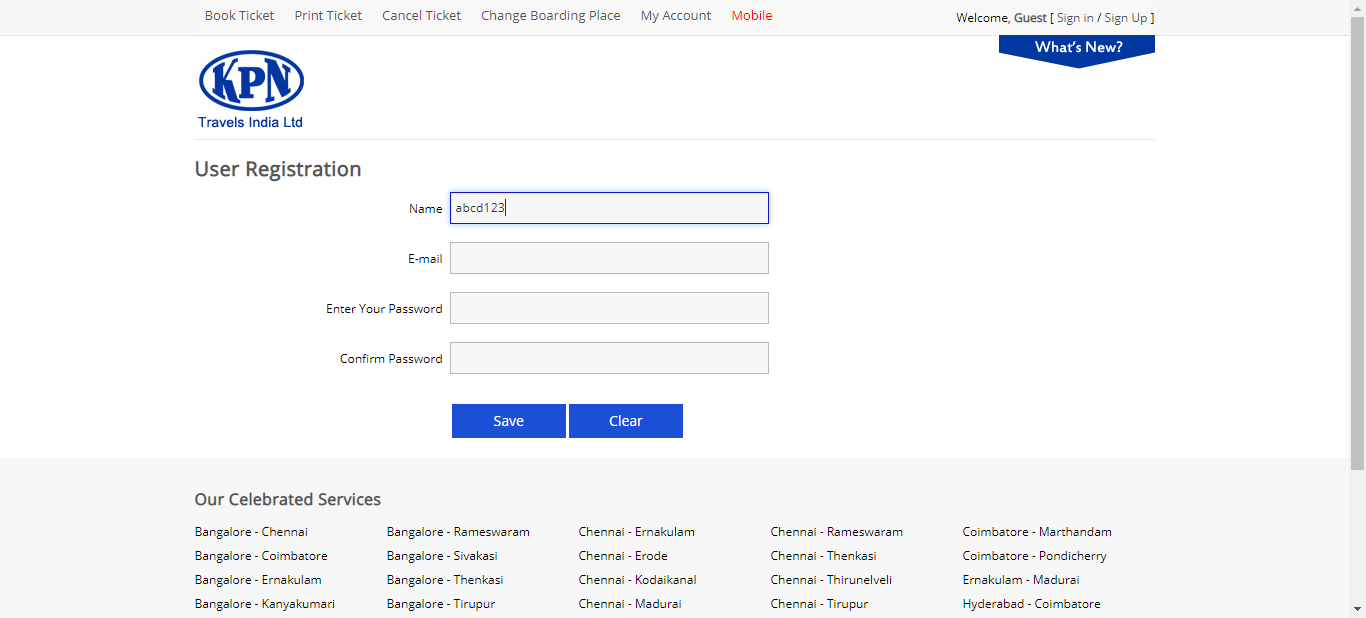 Book Ticket Print Ticket Cancel Ticket Change Boarding Place My Account Mobile Welcome, Guest [ Sign in / Sign Up ]
What's New?
KPN
Travels India Ltd
User Registration
Name abcd123
E-mail
Enter Your Password
Confirm Password
Save Clear
Our Celebrated Services
Bangalore - Chennai Bangalore - Rameswaram Chennai - Ernakulam Chennai - Rameswaram Coimbatore - Marthandam
Bangalore - Coimbatore Bangalore - Sivakasi Chennai - Erode Chennai - Thenkasi Coimbatore - Pondicherry
Bangalore - Ernakulam Bangalore - Thenkasi Chennai - Kodaikanal Chennai - Thirunelveli Ernakulam - Madurai
Bangalore - Kanyakumari Bangalore - Tirupur Chennai - Madurai Chennai - Tirupur Hyderabad - Coimbatore